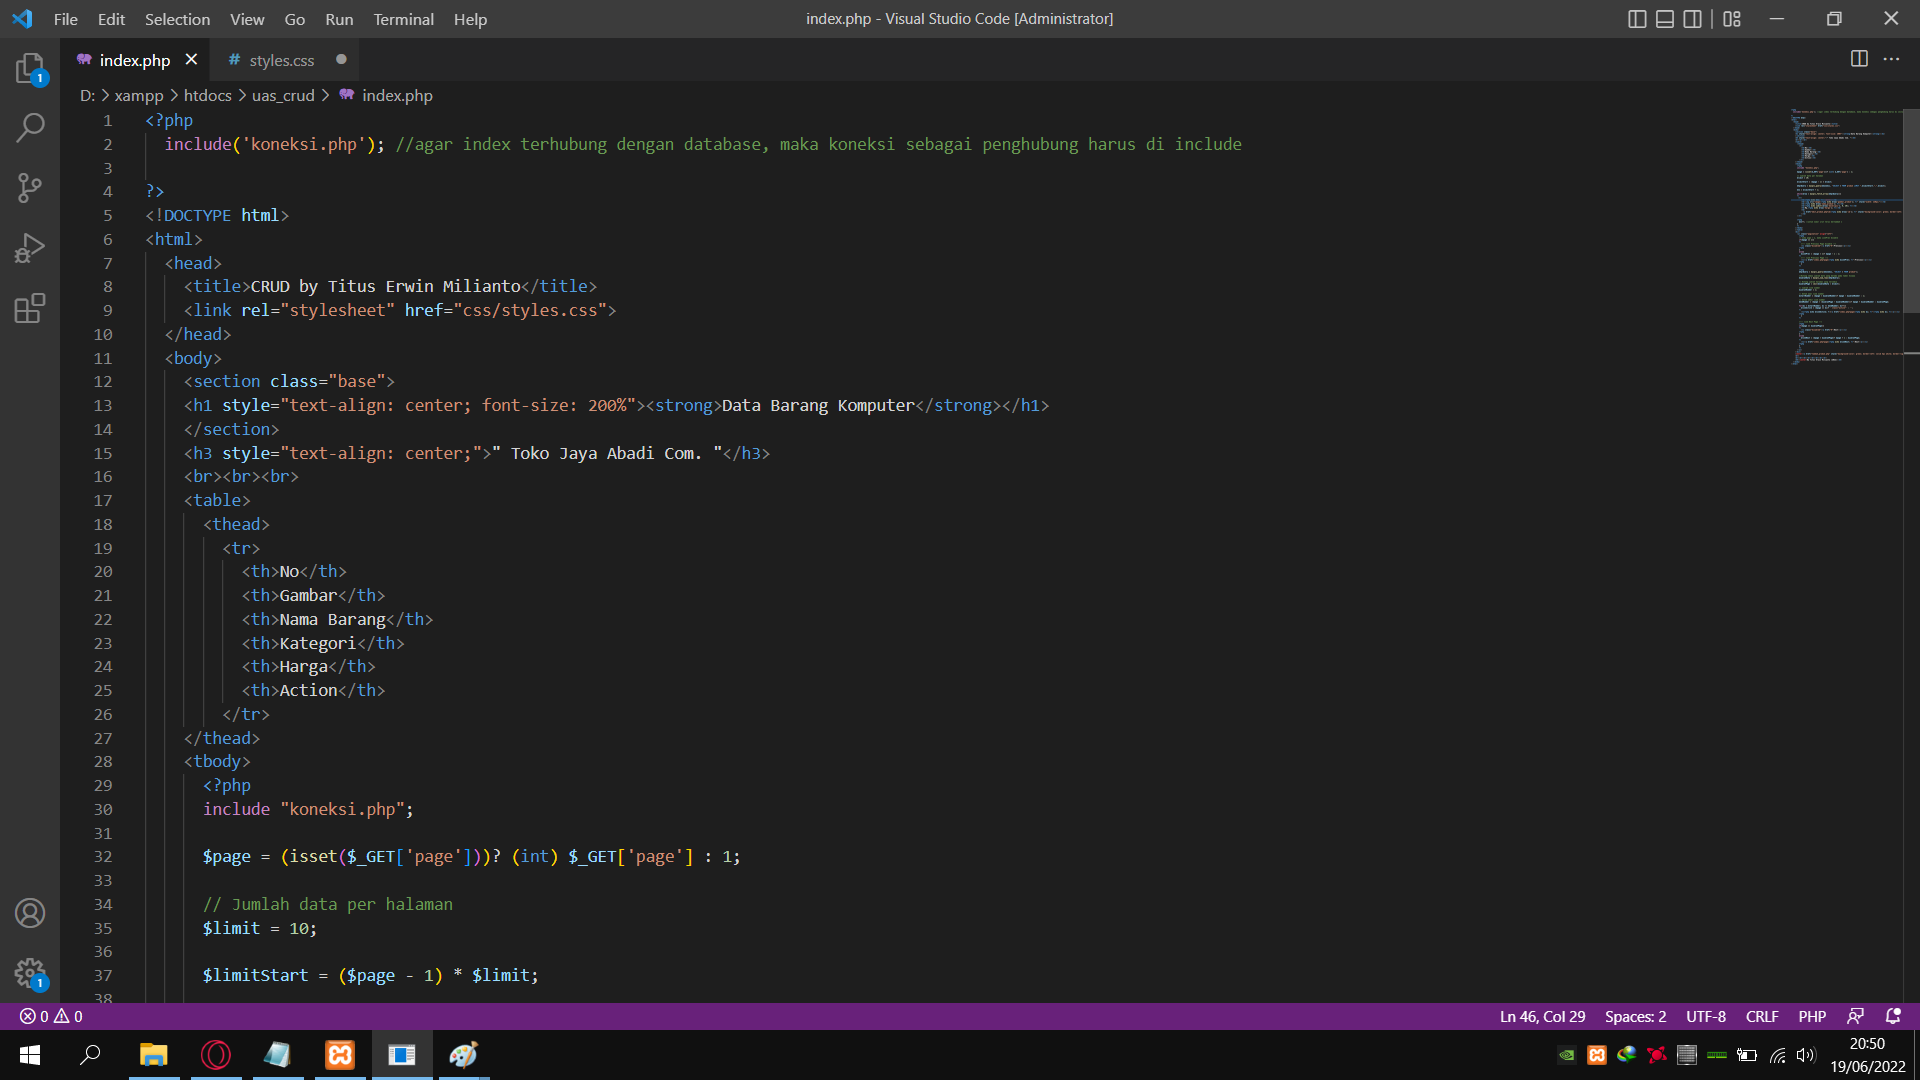 File Edit Selection View Go Run Terminal Help
index.php - Visual Studio Code [Administrator]
index.php
# styles.css
D: > xampp > htdocs > uas_crud > index.php
1 <?php
2 include('koneksi.php'); //agar index terhubung dengan database, maka koneksi sebagai penghubung harus di include
3
4 ?>
5 <!DOCTYPE html>
6 <html>
7 <head>
8 <title>CRUD by Titus Erwin Milianto</title>
9 <link rel="stylesheet" href="css/styles.css">
10 </head>
11 <body>
12 <section class="base">
13 <h1 style="text-align: center; font-size: 200%"><strong>Data Barang Komputer</strong></h1>
14 </section>
15 <h3 style="text-align: center;">" Toko Jaya Abadi Com. "</h3>
16 <br><br><br>
17 <table>
18 <thead>
19 <tr>
20 <th>No</th>
21 <th>Gambar</th>
22 <th>Nama Barang</th>
23 <th>Kategori</th>
24 <th>Harga</th>
25 <th>Action</th>
26 </tr>
27 </thead>
28 <tbody>
29 <?php
30 include "koneksi.php";
31
32 $page = (isset($_GET['page']))? (int) $_GET['page'] : 1;
33
34 // Jumlah data per halaman
35 $limit = 10;
36
37 $limitStart = ($page - 1) * $limit;
38
1
1
0 0
Ln 46, Col 29 Spaces: 2 UTF-8 CRLF PHP
20:50
19/06/2022